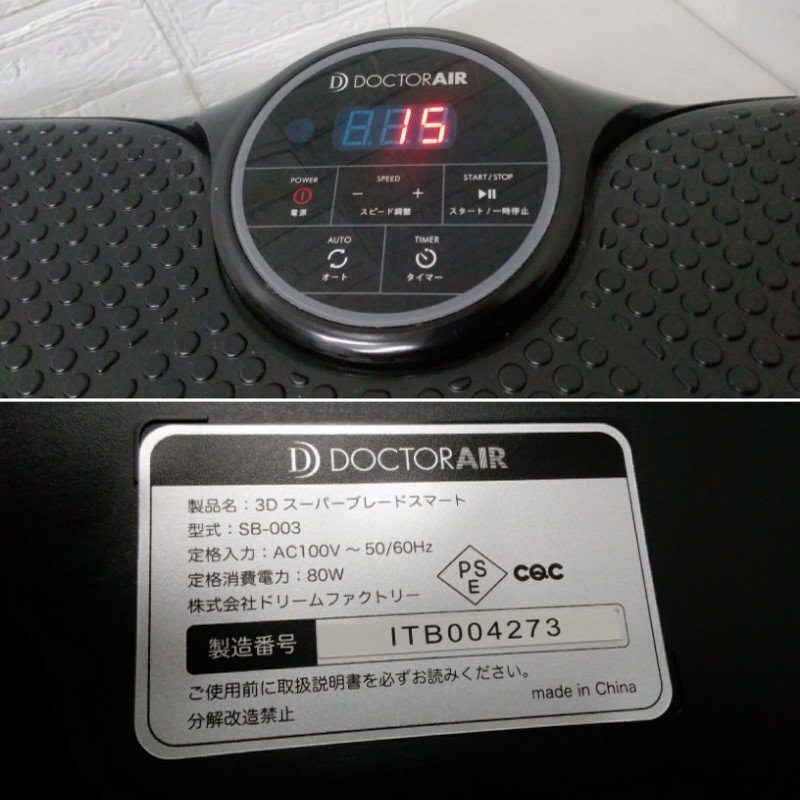 DOCTORAIR
15
POWER
電源
SPEED
− +
スピード調整
START / STOP
スタート / 一時停止
AUTO
オート
TIMER
タイマー
DOCTORAIR
製品名：3D スーパーブレードスマート
型式：SB-003
定格入力：AC100V ～ 50/60Hz
定格消費電力：80W
株式会社ドリームファクトリー
PS
E
CQC
製造番号
ITB004273
ご使用前に取扱説明書を必ずお読みください。
分解改造禁止
made in China